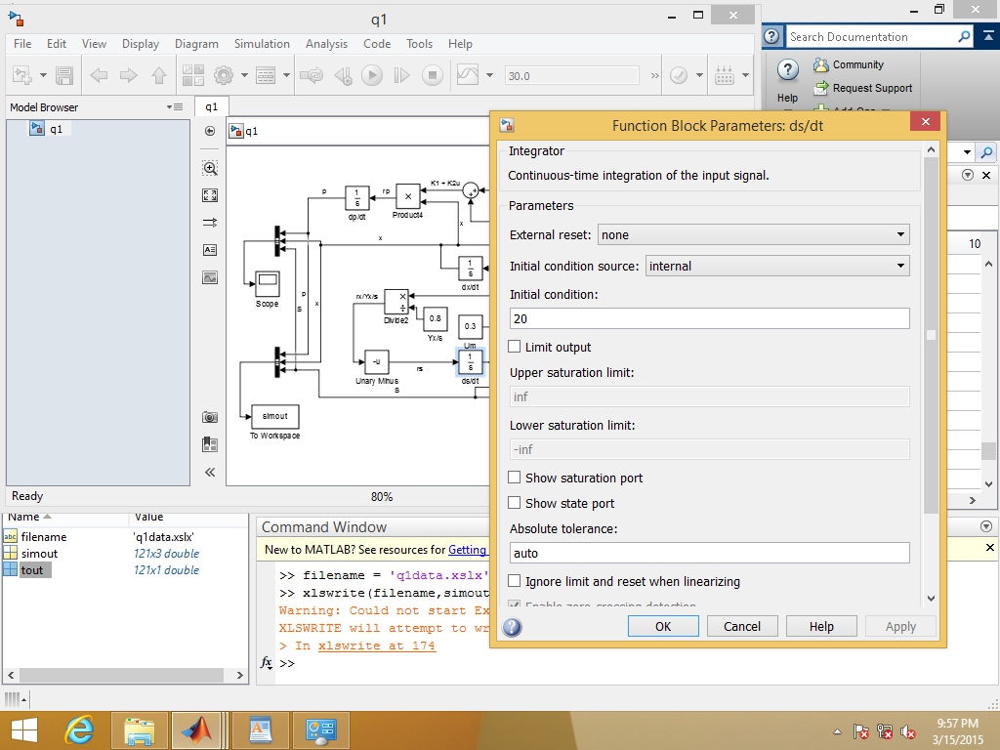 q1
File Edit View Display Diagram Simulation Analysis Code Tools Help
Search Documentation
Community
Request Support
Help
30.0
Model Browser
q1
q1
q1
Function Block Parameters: ds/dt
Integrator
Continuous-time integration of the input signal.
Parameters
External reset: none
Initial condition source: internal
Initial condition:
20
Limit output
Upper saturation limit:
inf
Lower saturation limit:
-inf
Show saturation port
Show state port
Absolute tolerance:
auto
Ignore limit and reset when linearizing
Enable zero-crossing detection
OK Cancel Help Apply
p
1
s
dp/dt
rp
×
Product4
K1 + K2u
x
x
1
s
dx/dt
Scope
p
S
x
rx/Yx/s
×
÷
Divide2
0.8
Yx/s
0.3
Um
-u
Unary Minus
S
rs
1
s
ds/dt
simout
To Workspace
10
Ready
80%
Name Value
filename 'q1data.xslx'
simout 121x3 double
tout 121x1 double
Command Window
New to MATLAB? See resources for Getting
>> filename = 'q1data.xslx'
>> xlswrite(filename,simout
Warning: Could not start Ex
XLSWRITE will attempt to wr
> In xlswrite at 174
fx >>
9:57 PM
3/15/2015